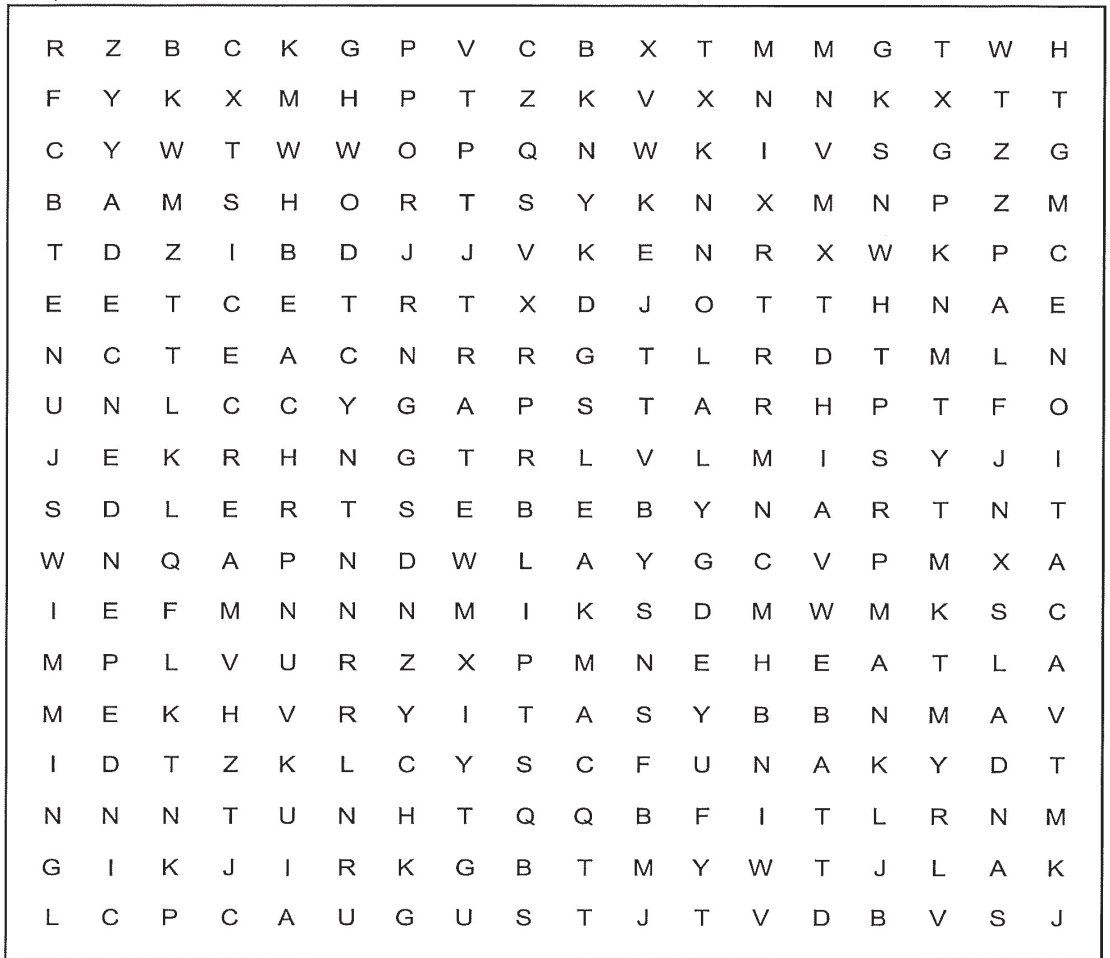 R Z B C K G P V C B X T M M G T W H
F Y K X M H P T Z K V X N N K X T T
C Y W T W W O P Q N W K I V S G Z G
B A M S H O R T S Y K N X M N P Z M
T D Z I B D J J V K E N R X W K P C
E E T C E T R T X D J O T T H N A E
N C T E A C N R R G T L R D T M L N
U N L C C Y G A P S T A R H P T F O
J E K R H N G T R L V L M I S Y J I
S D L E R T S E B E B Y N A R T N T
W N Q A P N D W L A Y G C V P M X A
I E F M N N N M I K S D M W M K S C
M P L V U R Z X P M N E H E A T L A
M E K H V R Y I T A S Y B B N M A V
I D T Z K L C Y S C F U N A K Y D T
N N N T U N H T Q Q B F I T L R N M
G I K J I R K G B T M Y W T J L A K
L C P C A U G U S T J T V D B V S J